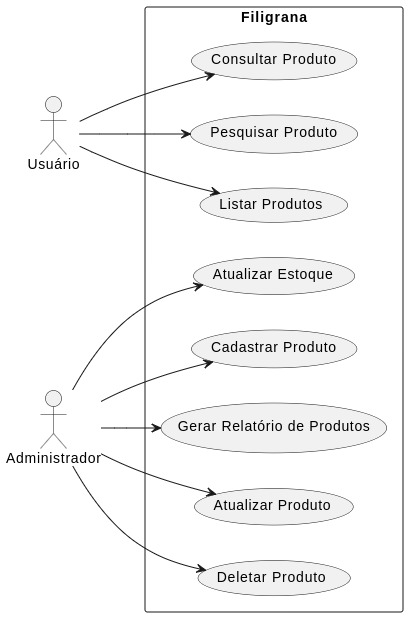 Filigrana
Consultar Produto
Pesquisar Produto
Usuário
Listar Produtos
Atualizar Estoque
Cadastrar Produto
Gerar Relatório de Produtos
Administrador
Atualizar Produto
Deletar Produto